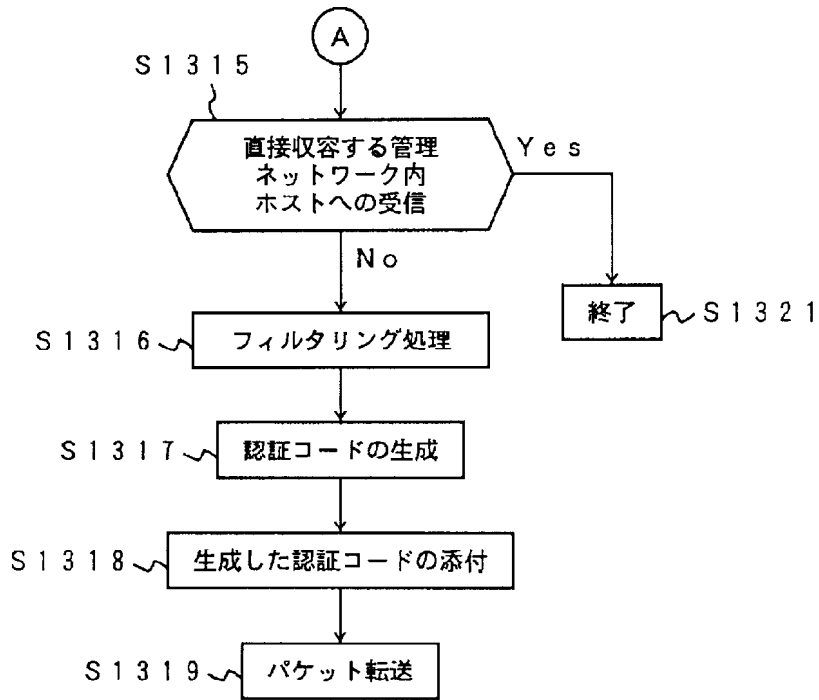 A
S1315
直接収容する管理
ネットワーク内
ホストへの受信
Yes
No
終了
S1321
S1316
フィルタリング処理
S1317
認証コードの生成
S1318
生成した認証コードの添付
S1319
パケット転送